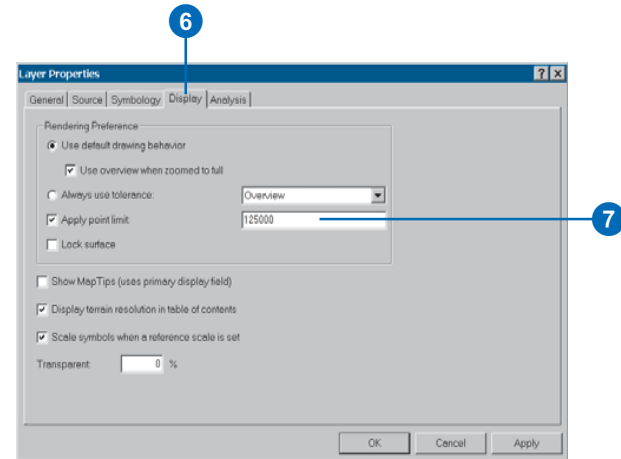 6
Layer Properties
? ×
General Source Symbology Display Analysis
Rendering Preference
Use default drawing behavior
Use overview when zoomed to full
Always use tolerance: Overview
Apply point limit: 125000
7
Lock surface
Show MapTips (uses primary display field)
Display terrain resolution in table of contents
Scale symbols when a reference scale is set
Transparent: 0 %
OK Cancel Apply